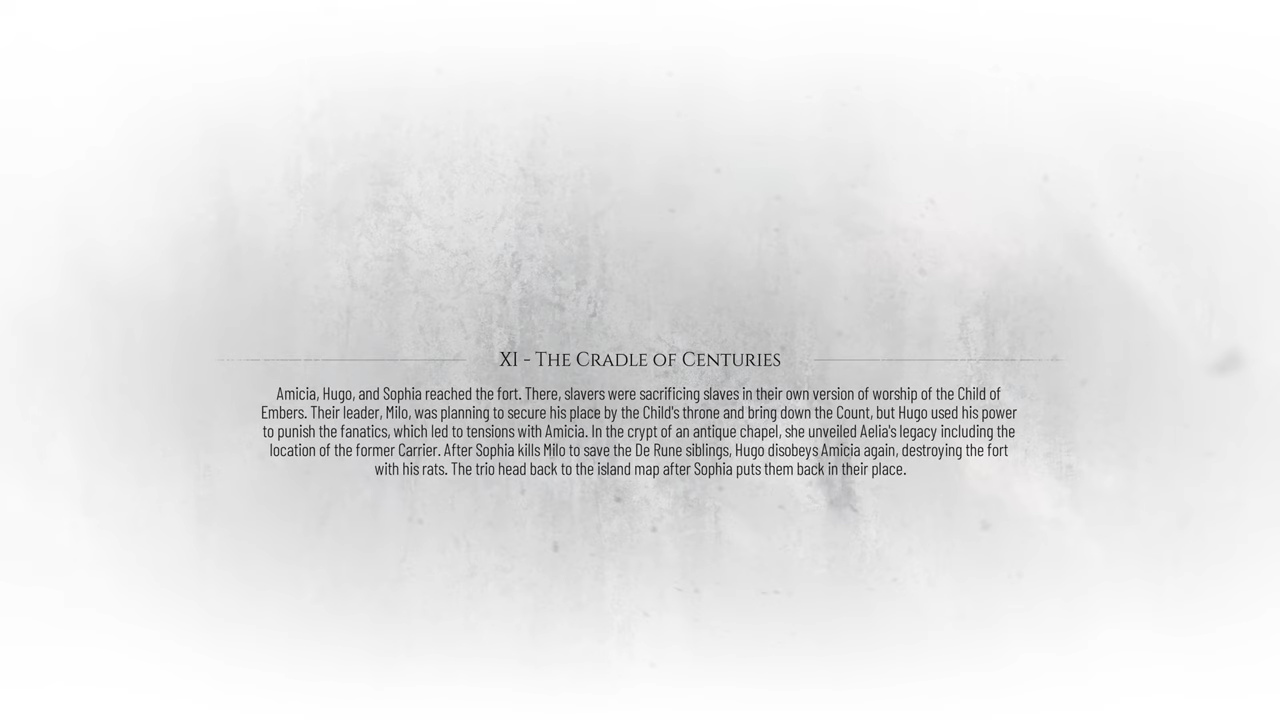 XI - The Cradle of Centuries
Amicia, Hugo, and Sophia reached the fort. There, slavers were sacrificing slaves in their own version of worship of the Child of
Embers. Their leader, Milo, was planning to secure his place by the Child's throne and bring down the Count, but Hugo used his power
to punish the fanatics, which led to tensions with Amicia. In the crypt of an antique chapel, she unveiled Aelia's legacy including the
location of the former Carrier. After Sophia kills Milo to save the De Rune siblings, Hugo disobeys Amicia again, destroying the fort
with his rats. The trio head back to the island map after Sophia puts them back in their place.